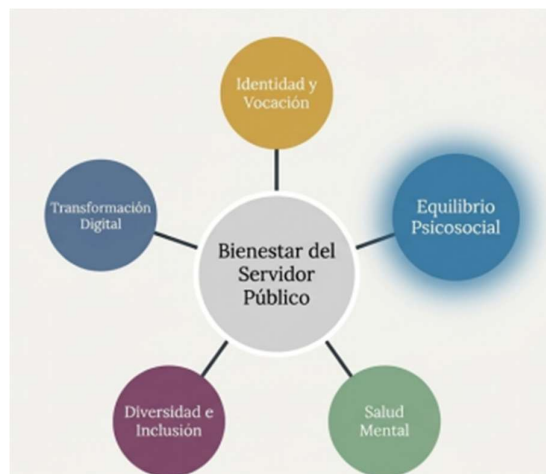 Identidad y
Vocación
Equilibrio
Psicosocial
Transformación
Digital
Bienestar del
Servidor
Público
Diversidad e
Inclusión
Salud
Mental